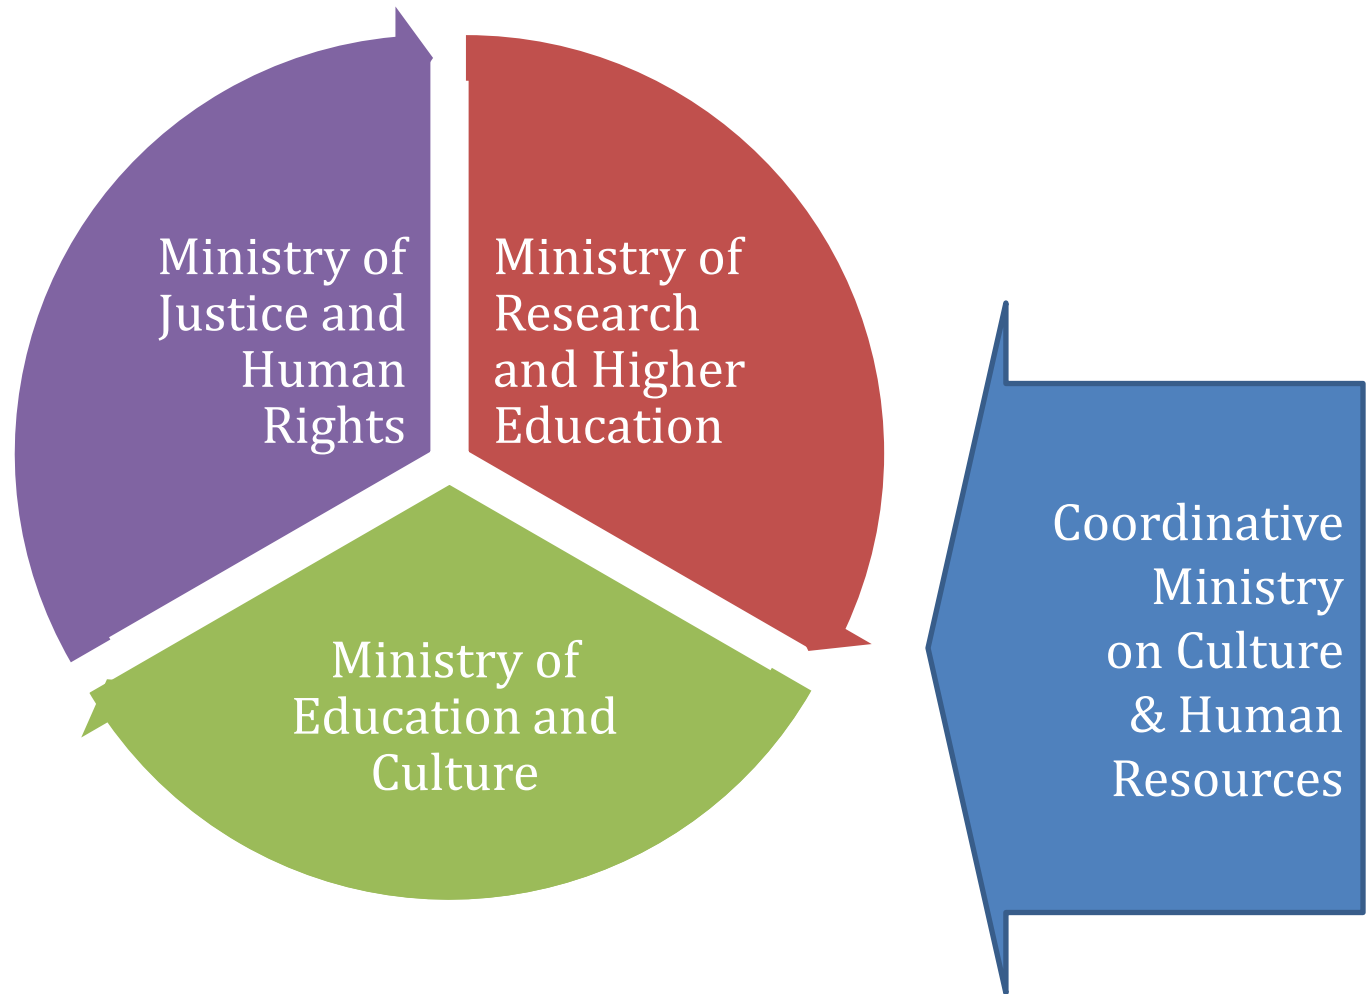 Ministry of
Justice and
Human
Rights
Ministry of
Research
and Higher
Education
Ministry of
Education and
Culture
Coordinative
Ministry
on Culture
& Human
Resources